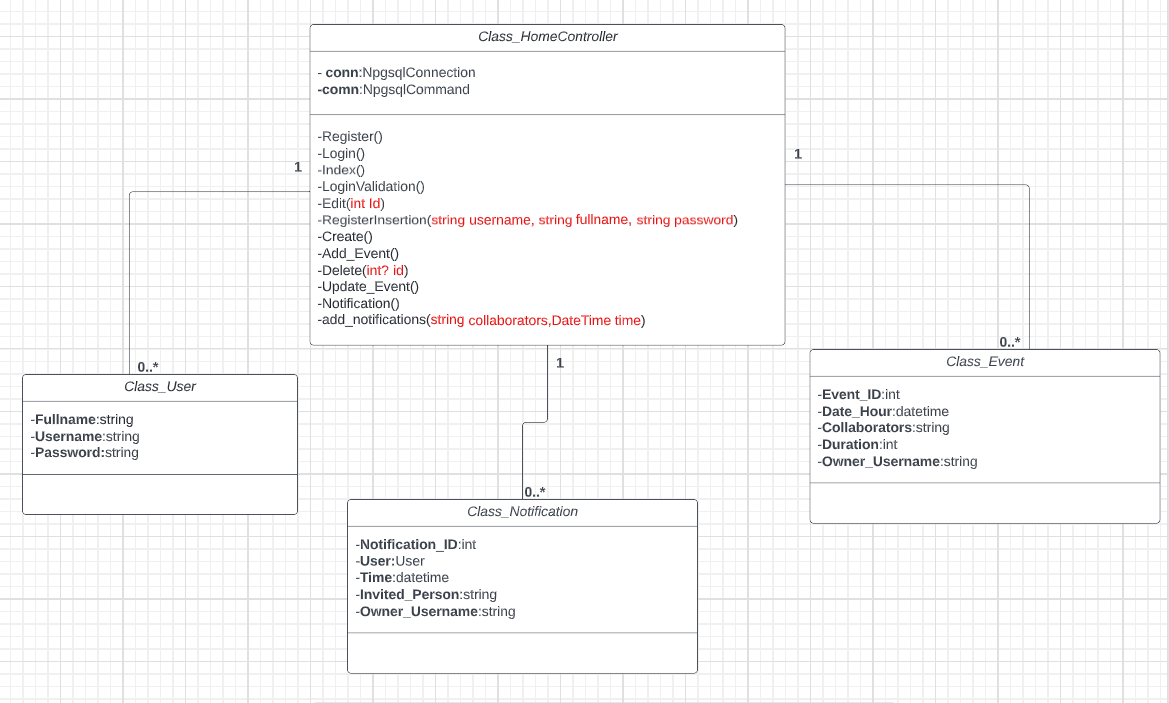 Class_HomeController
- conn:NpgsqlConnection
-comn:NpgsqlCommand
-Register()
-Login()
-Index()
-LoginValidation()
-Edit(int Id)
-RegisterInsertion(string username, string fullname, string password)
-Create()
-Add_Event()
-Delete(int? id)
-Update_Event()
-Notification()
-add_notifications(string collaborators,DateTime time)
1
1
1
0..*
Class_User
-Fullname:string
-Username:string
-Password:string
0..*
Class_Notification
-Notification_ID:int
-User:User
-Time:datetime
-Invited_Person:string
-Owner_Username:string
0..*
Class_Event
-Event_ID:int
-Date_Hour:datetime
-Collaborators:string
-Duration:int
-Owner_Username:string